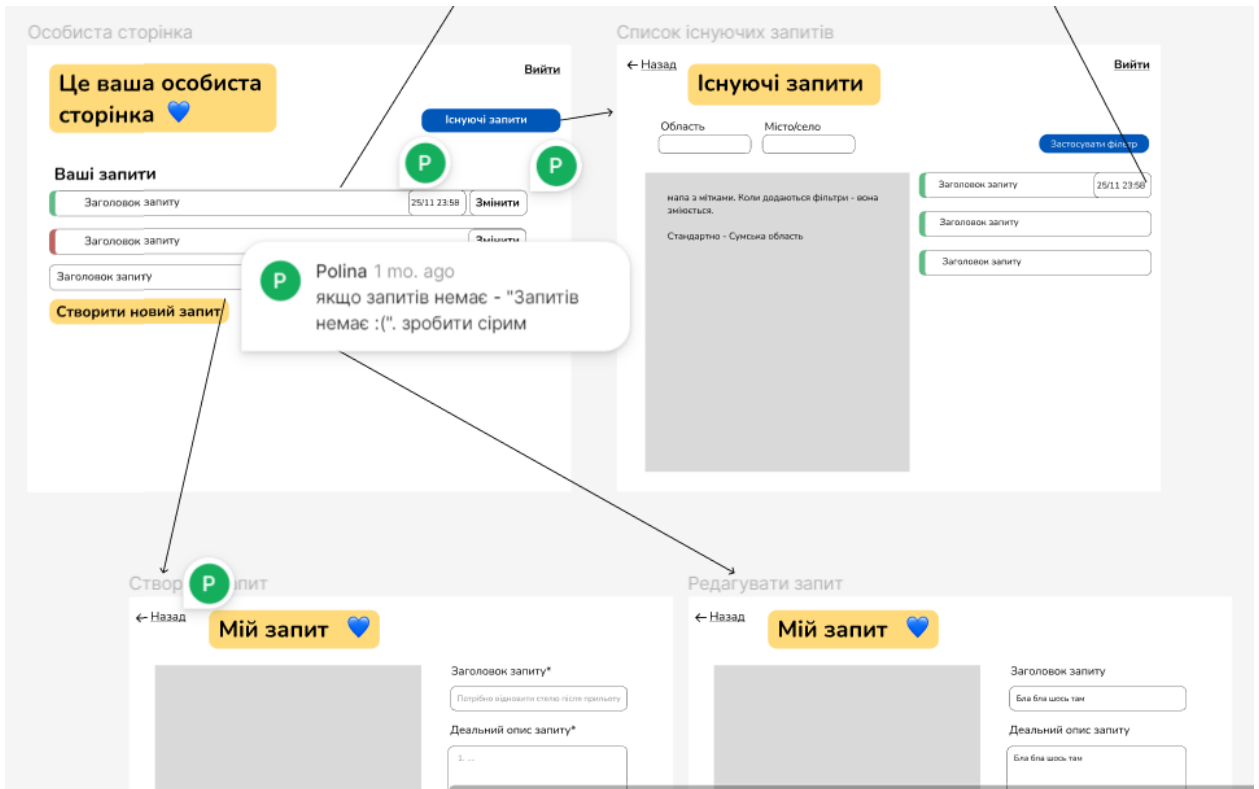 Особиста сторінка
Це ваша особиста
сторінка 💙
Вийти
Існуючі запити
P
P
Ваші запити
Заголовок запиту
25/11 23:58
Змінити
Заголовок запиту
Змінити
Заголовок запиту
Створити новий запит
P
Polina 1 mo. ago
якщо запитів немає - "Запитів
немає :(". зробити сірим
Список існуючих запитів
← Назад
Існуючі запити
Вийти
Область
Місто/село
Застосувати фільтр
мапа з мітками. Коли додаються фільтри - вона
змінюється.
Стандартно - Сумська область
Заголовок запиту
25/11 23:58
Заголовок запиту
Заголовок запиту
Створ
P
пит
← Назад
Мій запит 💙
Заголовок запиту*
Потрібно відновити стелю після прильоту
Деальний опис запиту*
1. ...
Редагувати запит
← Назад
Мій запит 💙
Заголовок запиту
Бла бла шось там
Деальний опис запиту
Бла бла шось там